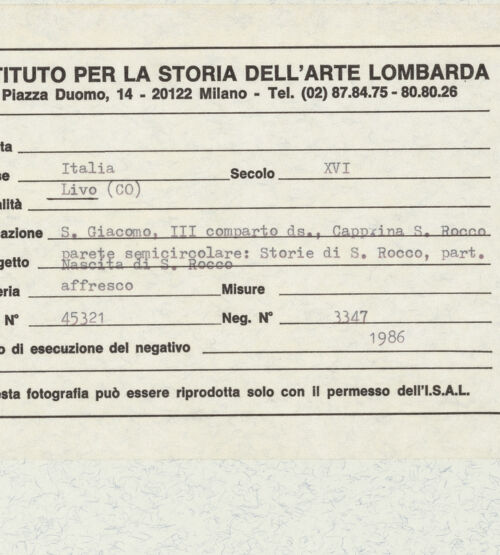 TITUTO PER LA STORIA DELL'ARTE LOMBARDA
Piazza Duomo, 14 - 20122 Milano - Tel. (02) 87.84.75 - 80.80.26
ta
se Italia Secolo XVI
Livo (CO)
alità
azione S. Giacomo, III comparto ds., Cappxina S. Rocco
parete semicircolare: Storie di S. Rocco, part.
getto Nascita di S. Rocco
eria affresco Misure
N° 45321 Neg. N° 3347
1986
o di esecuzione del negativo
esta fotografia può essere riprodotta solo con il permesso dell'I.S.A.L.